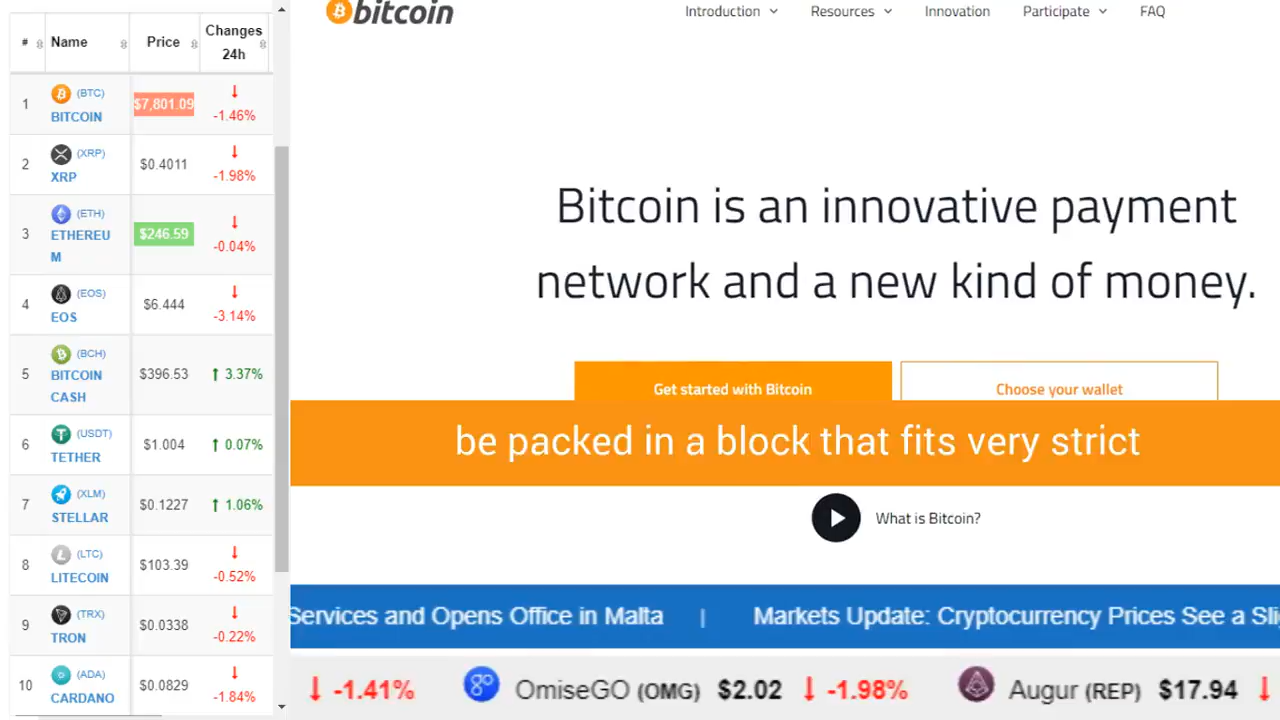 # Name Price Changes 24h
1 (BTC) BITCOIN $7,801.09 ↓ -1.46%
2 (XRP) XRP $0.4011 ↓ -1.98%
3 (ETH) ETHEREU M $246.59 ↓ -0.04%
4 (EOS) EOS $6.444 ↓ -3.14%
5 (BCH) BITCOIN CASH $396.53 ↑ 3.37%
6 (USDT) TETHER $1.004 ↑ 0.07%
7 (XLM) STELLAR $0.1227 ↑ 1.06%
8 (LTC) LITECOIN $103.39 ↓ -0.52%
9 (TRX) TRON $0.0338 ↓ -0.22%
10 (ADA) CARDANO $0.0829 ↓ -1.84%
bitcoin
Introduction Resources Innovation Participate FAQ
Bitcoin is an innovative payment
network and a new kind of money.
Get started with Bitcoin Choose your wallet
be packed in a block that fits very strict
What is Bitcoin?
Services and Opens Office in Malta | Markets Update: Cryptocurrency Prices See a Sli
↓ -1.41% OmiseGO (OMG) $2.02 ↓ -1.98% Augur (REP) $17.94 ↓